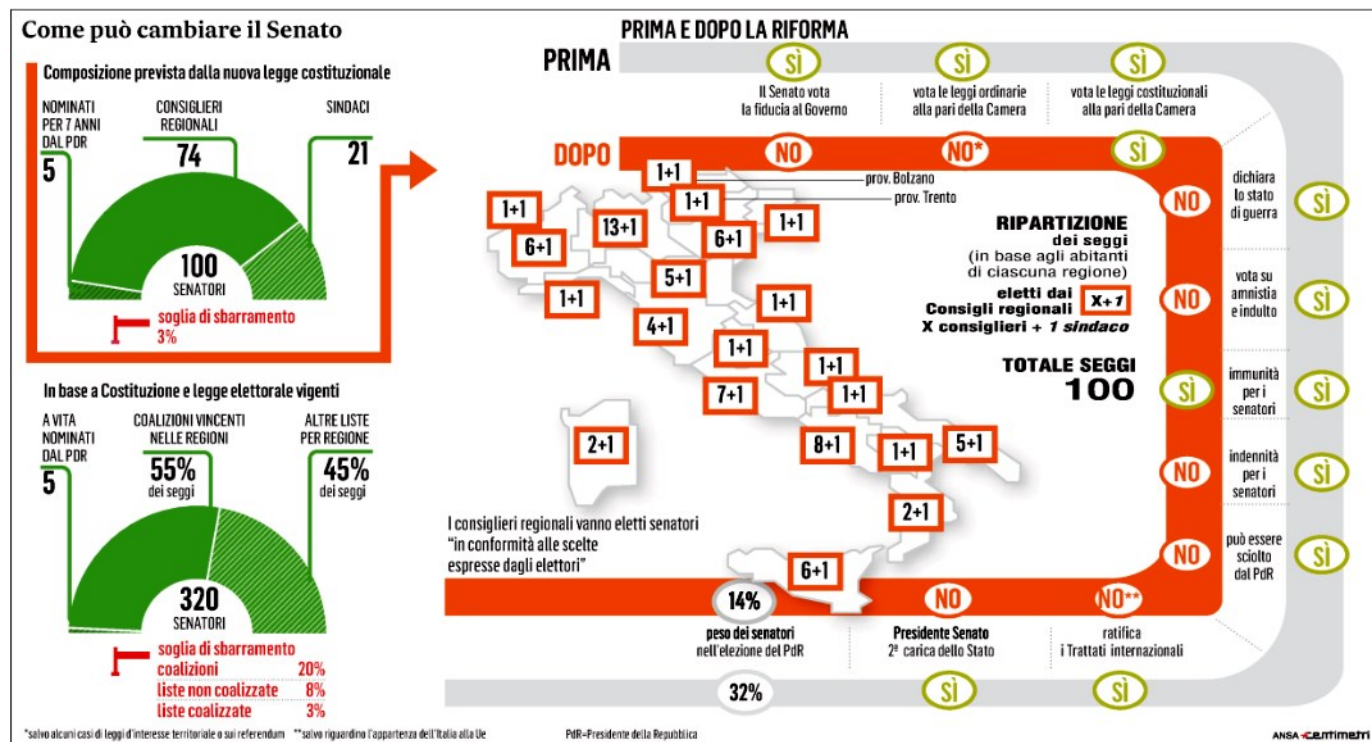 Come può cambiare il Senato
Composizione prevista dalla nuova legge costituzionale
NOMINATI
PER 7 ANNI
DAL PDR
5
CONSIGLIERI
REGIONALI
74
SINDACI
21
100
SENATORI
soglia di sbarramento
3%
In base a Costituzione e legge elettorale vigenti
A VITA
NOMINATI
DAL PDR
5
COALIZIONI VINCENTI
NELLE REGIONI
55%
dei seggi
ALTRE LISTE
PER REGIONE
45%
dei seggi
320
SENATORI
soglia di sbarramento
coalizioni 20%
liste non coalizzate 8%
liste coalizzate 3%
PRIMA E DOPO LA RIFORMA
PRIMA
SÌ
SÌ
SÌ
Il Senato vota
la fiducia al Governo
vota le leggi ordinarie
alla pari della Camera
vota le leggi costituzionali
alla pari della Camera
DOPO
NO
NO*
SÌ
NO
dichiara
lo stato
di guerra
SÌ
NO
vota su
amnistia
e indulto
SÌ
SÌ
immunità
per i
senatori
SÌ
NO
indennità
per i
senatori
SÌ
NO
può essere
sciolto
dal PdR
SÌ
1+1
prov. Bolzano
1+1
prov. Trento
1+1
6+1
13+1
6+1
1+1
1+1
5+1
1+1
4+1
1+1
1+1
7+1
1+1
2+1
8+1
1+1
5+1
2+1
6+1
RIPARTIZIONE
dei seggi
(in base agli abitanti
di ciascuna regione)
eletti dai
Consigli regionali
X+1
X consiglieri + 1 sindaco
TOTALE SEGGI
100
I consiglieri regionali vanno eletti senatori
“in conformità alle scelte
espresse dagli elettori”
14%
NO
NO**
peso dei senatori
nell'elezione del PdR
Presidente Senato
2ª carica dello Stato
ratifica
i Trattati internazionali
32%
SÌ
SÌ
*salvo alcuni casi di leggi d'interesse territoriale o sui referendum
**salvo riguardino l'appartenza dell'Italia alla Ue
PdR=Presidente della Repubblica
ANSA centimetri